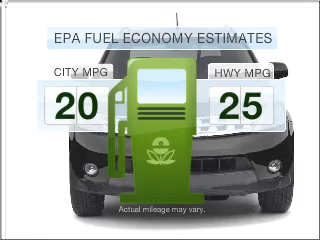 EPA FUEL ECONOMY ESTIMATES
CITY MPG
HWY MPG
20
25
Actual mileage may vary.